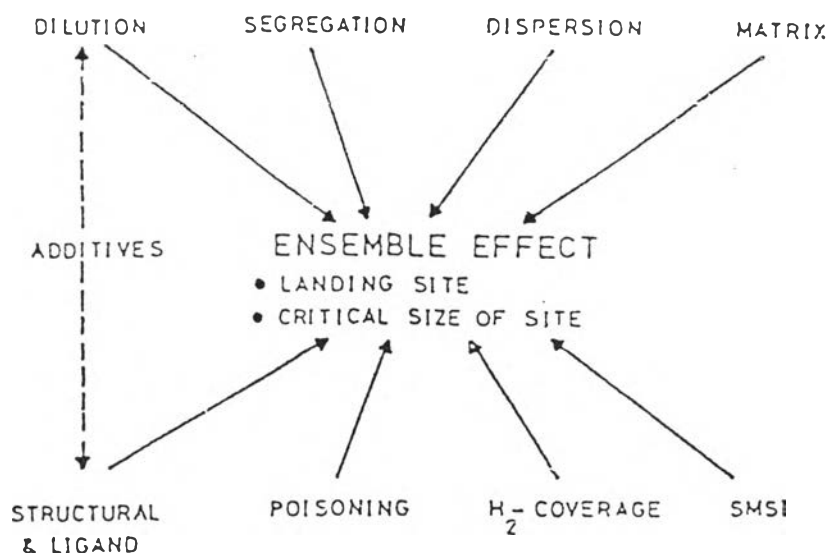 DILUTION SEGREGATION DISPERSION MATRIX
ADDITIVES
ENSEMBLE EFFECT
• LANDING SITE
• CRITICAL SIZE OF SITE
STRUCTURAL & LIGAND
POISONING
H2-COVERAGE
SMSI